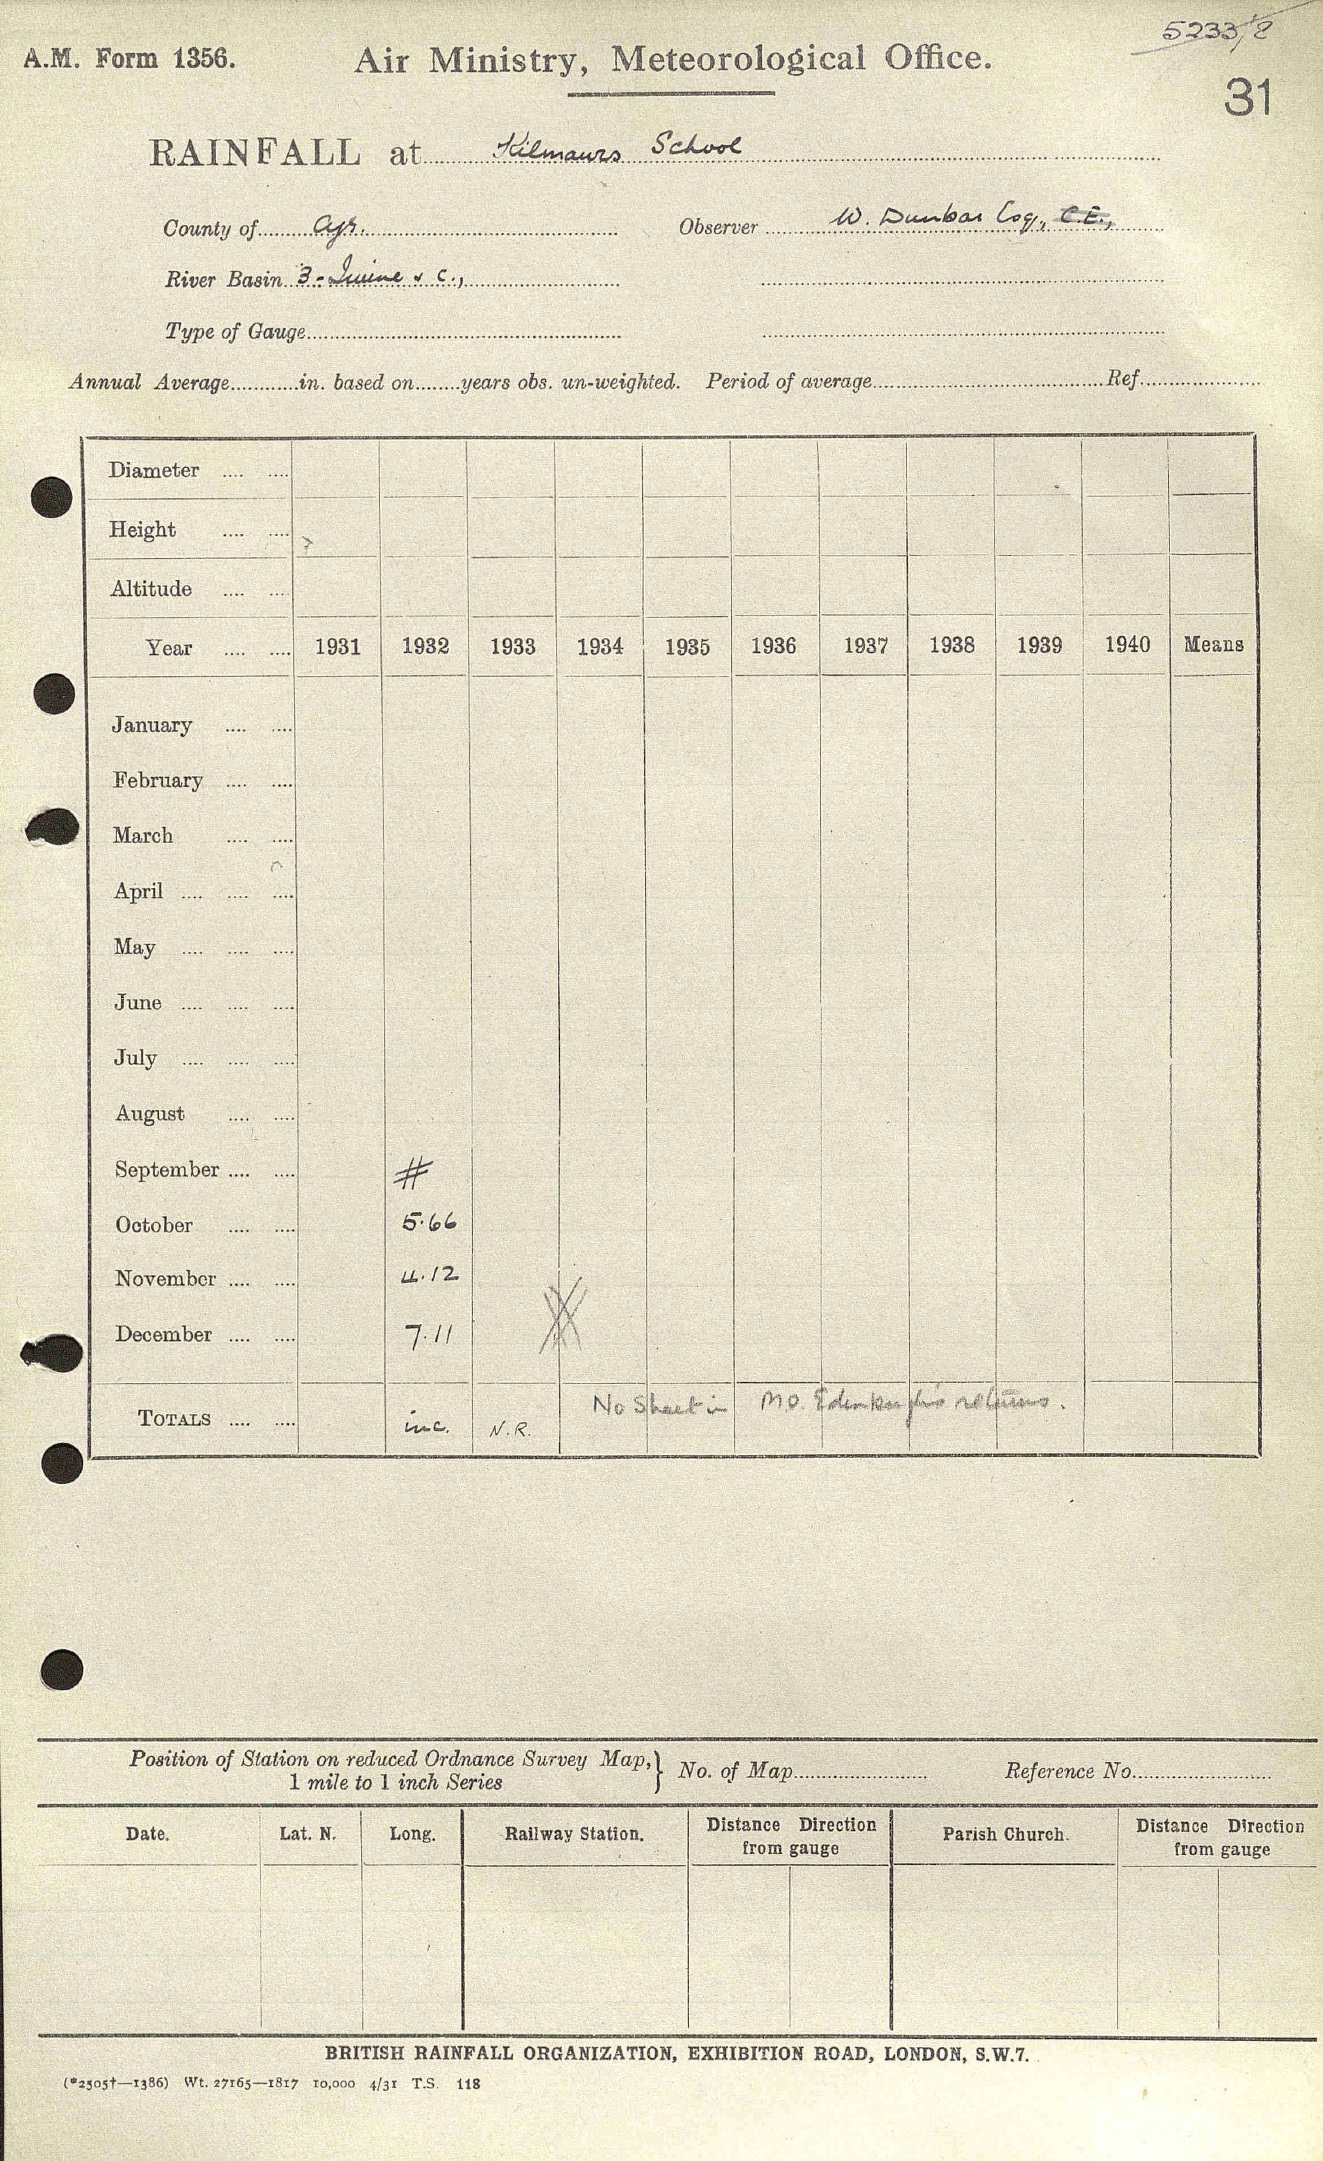 5233/2
A.M. Form 1356. Air Ministry, Meteorological Office.
31
RAINFALL at Kilmaurs School
County of Ayr. Observer W. Dunbar Esq., C.E.,
River Basin 3-Irvine & C.,
Type of Gauge
Annual Average in. based on years obs. un-weighted. Period of average Ref.
Diameter
Height
Altitude
Year 1931 1932 1933 1934 1935 1936 1937 1938 1939 1940 Means
January
February
March
April
May
June
July
August
September #
October 5.66
November 4.12
December 7.11
No Sheet in M.O. Edinburgh's returns.
TOTALS inc. N.R.
Position of Station on reduced Ordnance Survey Map,} No. of Map Reference No.
1 mile to 1 inch Series
Date. Lat. N. Long. Railway Station. Distance Direction from gauge Parish Church. Distance Direction from gauge
BRITISH RAINFALL ORGANIZATION, EXHIBITION ROAD, LONDON, S.W.7.
(*2505†—1386) Wt. 27165—1817 10,000 4/31 T.S. 118